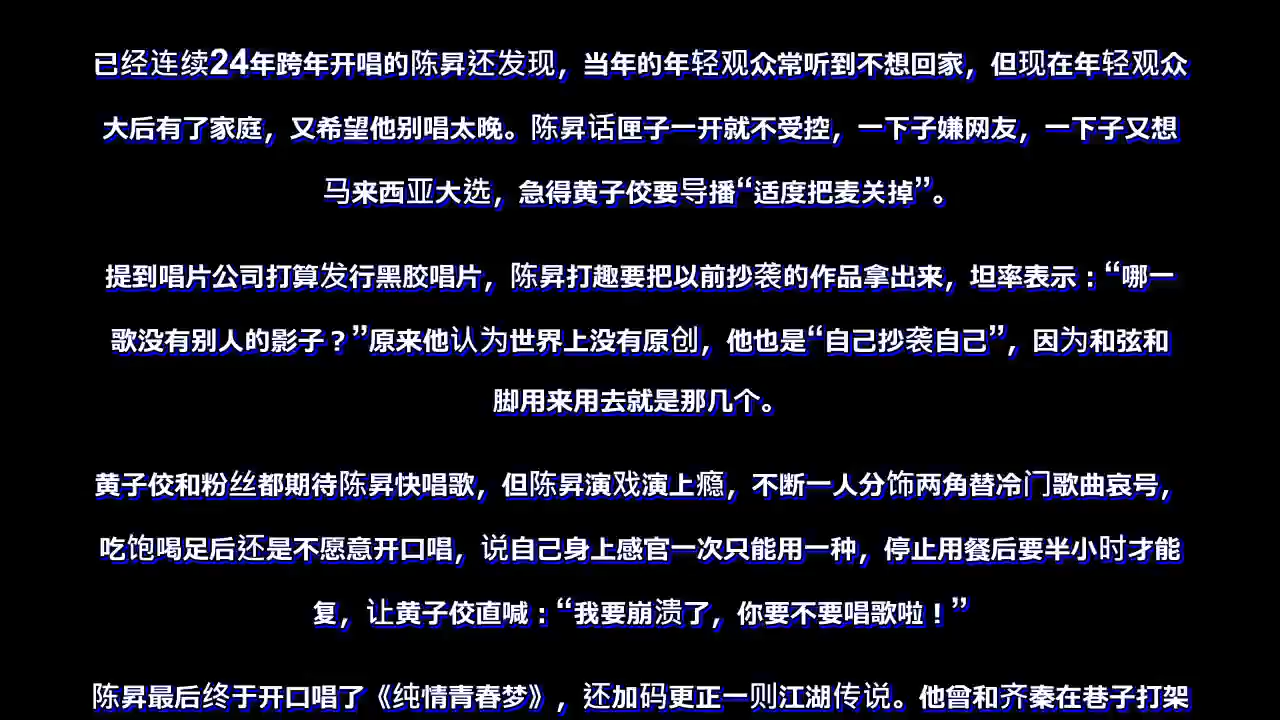 已经连续24年跨年开唱的陈昇还发现，当年的年轻观众常听到不想回家，但现在年轻观众
大后有了家庭，又希望他别唱太晚。陈昇话匣子一开就不受控，一下子嫌网友，一下子又想
马来西亚大选，急得黄子佼要导播“适度把麦关掉”。
提到唱片公司打算发行黑胶唱片，陈昇打趣要把以前抄袭的作品拿出来，坦率表示：“哪一
歌没有别人的影子？”原来他认为世界上没有原创，他也是“自己抄袭自己”，因为和弦和
脚用来用去就是那几个。
黄子佼和粉丝都期待陈昇快唱歌，但陈昇演戏演上瘾，不断一人分饰两角替冷门歌曲哀号，
吃饱喝足后还是不愿意开口唱，说自己身上感官一次只能用一种，停止用餐后要半小时才能
复，让黄子佼直喊：“我要崩溃了，你要不要唱歌啦！”
陈昇最后终于开口唱了《纯情青春梦》，还加码更正一则江湖传说。他曾和齐秦在巷子打架